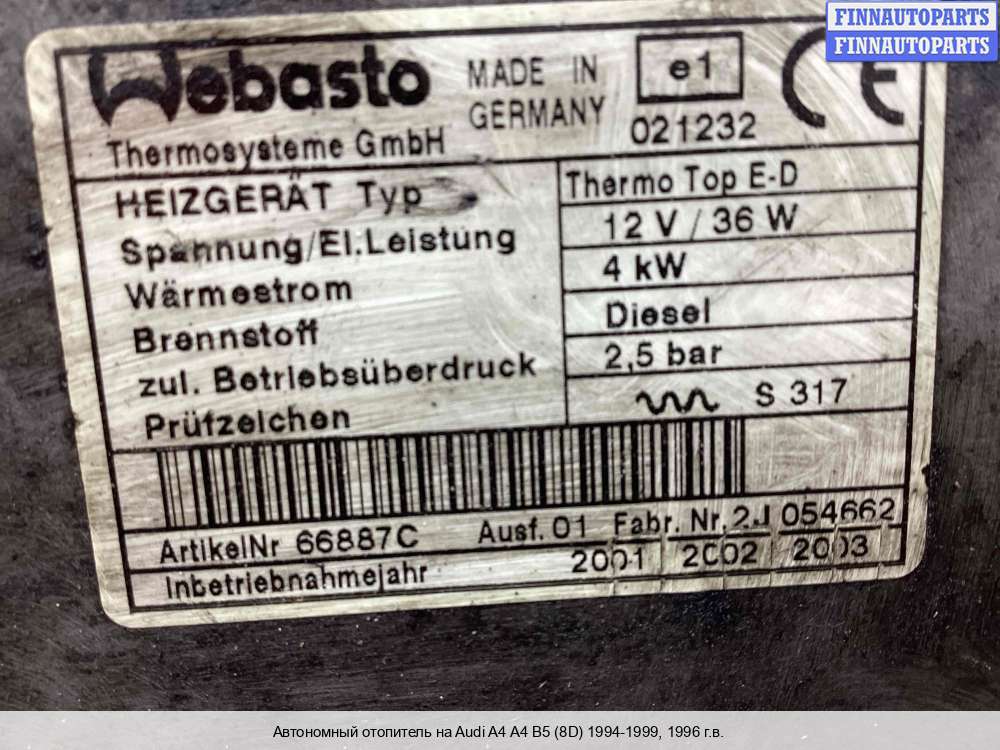 FINNAUTOPARTS
FINNAUTOPARTS
Webasto
MADE IN
GERMANY
e1
021232
CE
Thermosysteme GmbH
HEIZGERÄT Typ
Thermo Top E-D
Spannung/El.Leistung
12 V / 36 W
Wärmestrom
4 kW
Brennstoff
Diesel
zul. Betriebsüberdruck
2,5 bar
Prüfzeichen
S 317
ArtikelNr 66887C Ausf. 01 Fabr. Nr. 2J 054662
Inbetriebnahmejahr 2001 2002 2003
Автономный отопитель на Audi A4 A4 B5 (8D) 1994-1999, 1996 г.в.